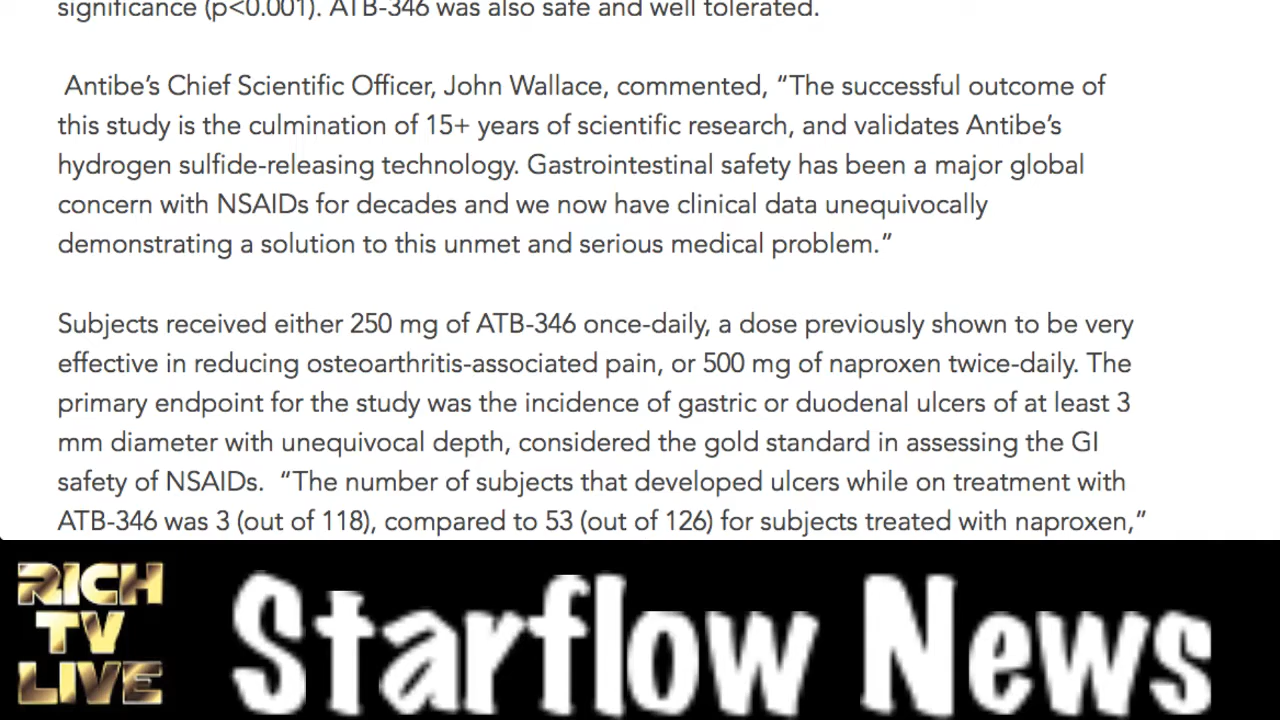 significance (p<0.001). ATB-346 was also safe and well tolerated.
Antibe’s Chief Scientific Officer, John Wallace, commented, “The successful outcome of
this study is the culmination of 15+ years of scientific research, and validates Antibe’s
hydrogen sulfide-releasing technology. Gastrointestinal safety has been a major global
concern with NSAIDs for decades and we now have clinical data unequivocally
demonstrating a solution to this unmet and serious medical problem.”
Subjects received either 250 mg of ATB-346 once-daily, a dose previously shown to be very
effective in reducing osteoarthritis-associated pain, or 500 mg of naproxen twice-daily. The
primary endpoint for the study was the incidence of gastric or duodenal ulcers of at least 3
mm diameter with unequivocal depth, considered the gold standard in assessing the GI
safety of NSAIDs.  “The number of subjects that developed ulcers while on treatment with
ATB-346 was 3 (out of 118), compared to 53 (out of 126) for subjects treated with naproxen,”
RICH
TV
LIVE
Starflow News